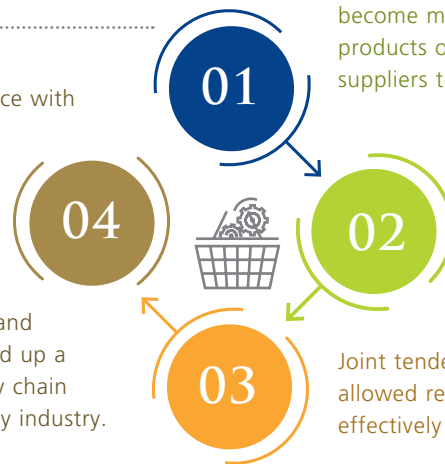 01
become m
products o
suppliers t
ce with
04
02
and
d up a
y chain
y industry.
03
Joint tende
allowed re
effectively